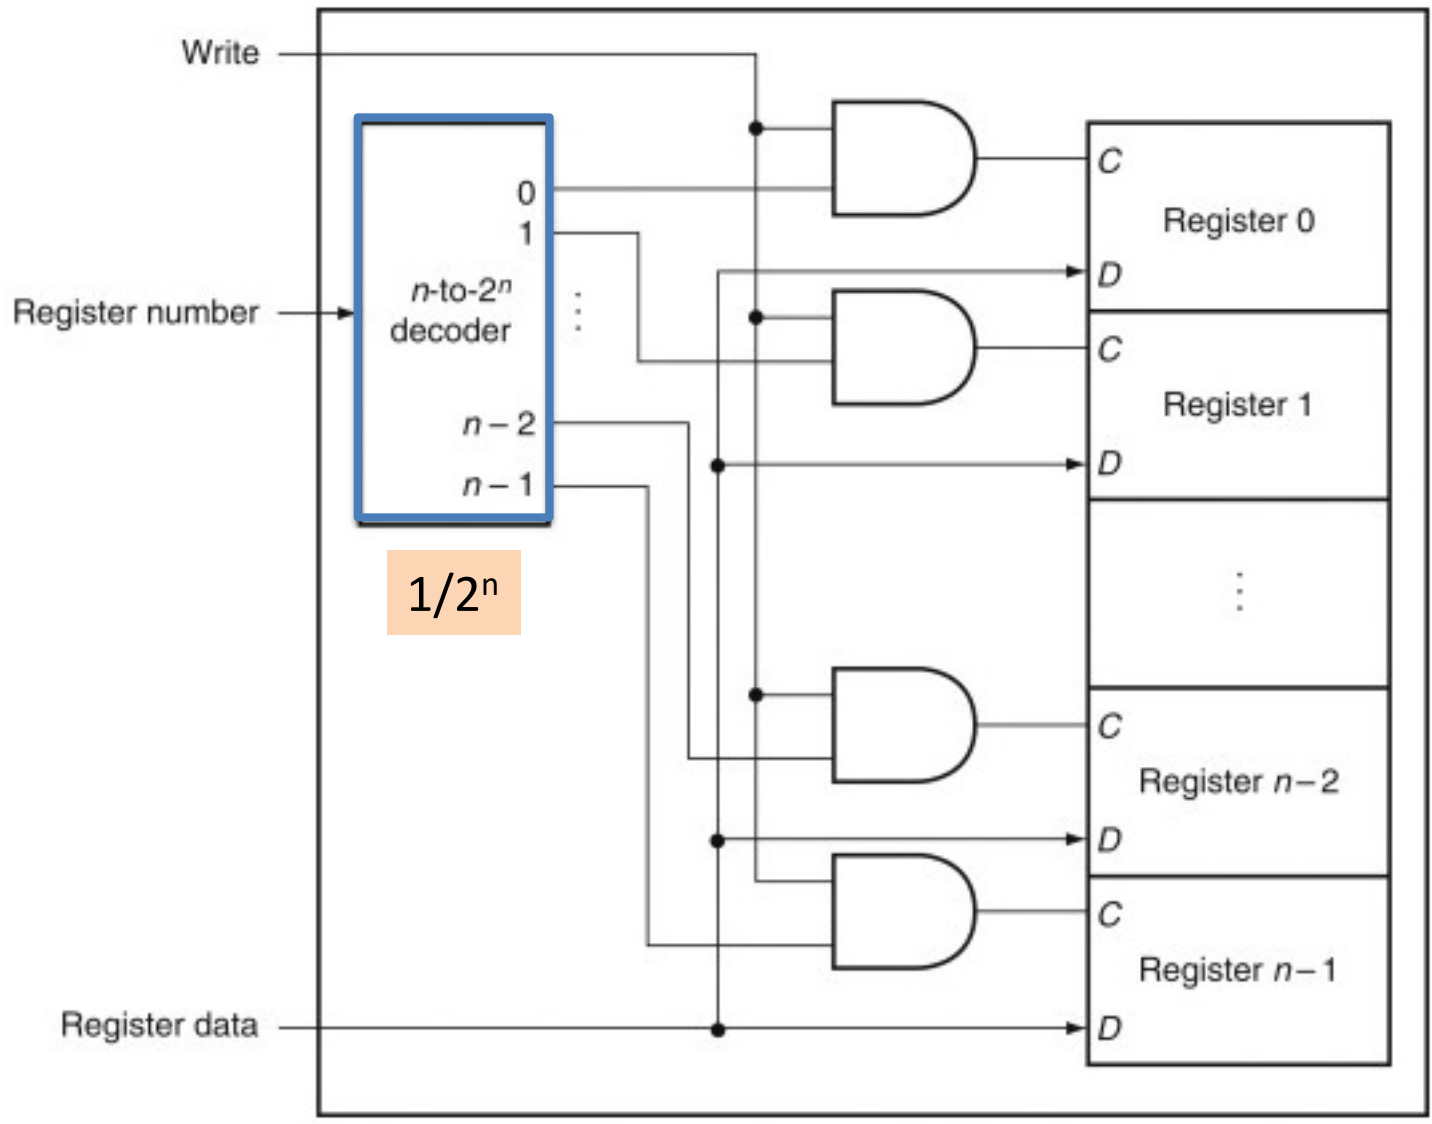 Write
0
1
n-to-2ⁿ
decoder
n – 2
n – 1
Register number
1/2ⁿ
Register data
C
Register 0
D
C
Register 1
D
C
Register n – 2
D
C
Register n – 1
D